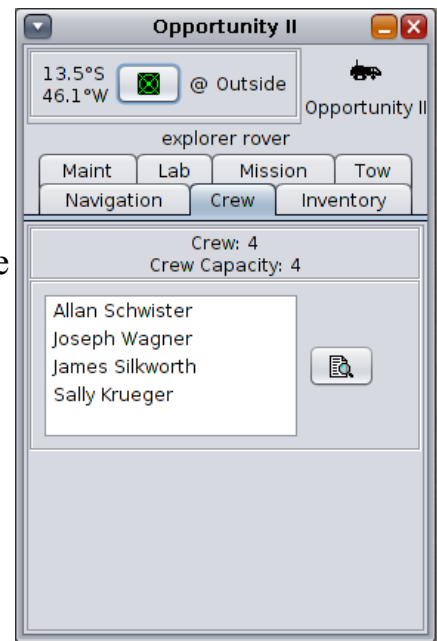 Opportunity II
13.5°S
46.1°W
@ Outside
Opportunity II
explorer rover
Maint Lab Mission Tow
Navigation Crew Inventory
Crew: 4
Crew Capacity: 4
e
Allan Schwister
Joseph Wagner
James Silkworth
Sally Krueger